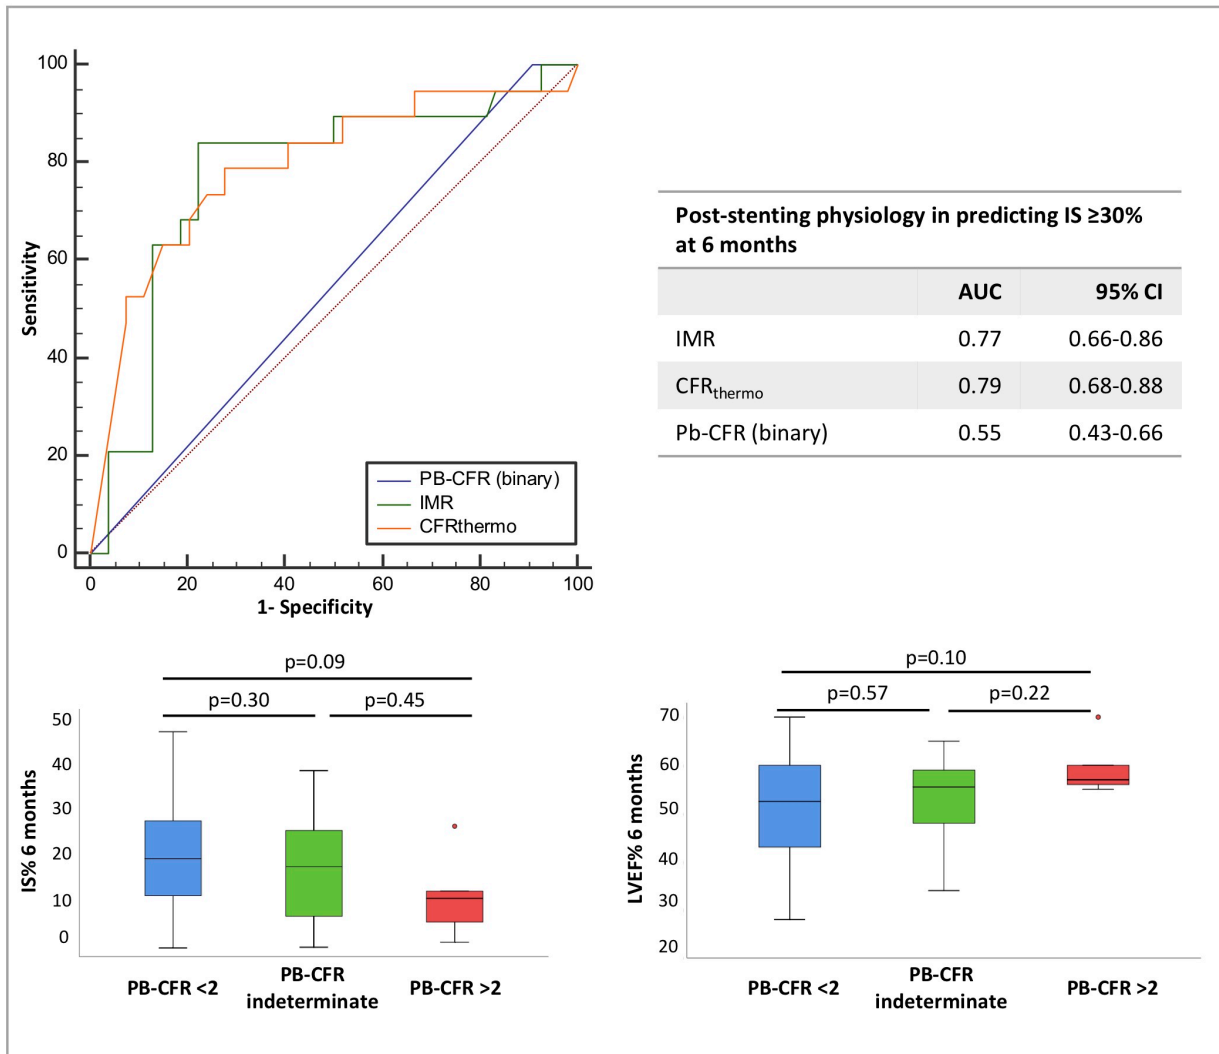 100
80
60
40
20
0
Sensitivity
PB-CFR (binary)
IMR
CFRthermo
0 20 40 60 80 100
1- Specificity
Post-stenting physiology in predicting IS ≥30%
at 6 months
AUC 95% CI
IMR 0.77 0.66-0.86
CFRthermo 0.79 0.68-0.88
Pb-CFR (binary) 0.55 0.43-0.66
p=0.09
p=0.30 p=0.45
50
40
30
20
10
0
IS% 6 months
PB-CFR <2
PB-CFR
indeterminate
PB-CFR >2
p=0.10
p=0.57 p=0.22
70
60
50
40
30
20
LVEF% 6 months
PB-CFR <2
PB-CFR
indeterminate
PB-CFR >2